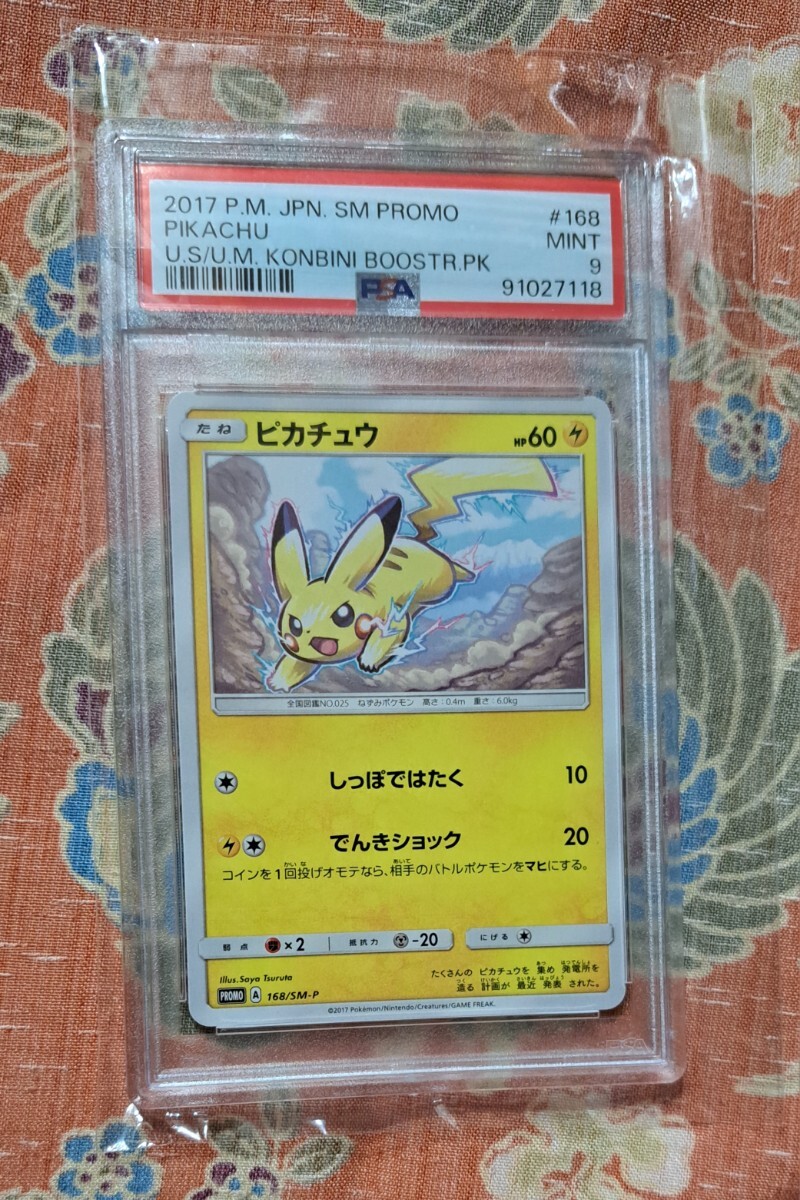 2017 P.M. JPN. SM PROMO #168
PIKACHU MINT
U.S/U.M. KONBINI BOOSTR.PK 9
PSA 91027118
たね ピカチュウ HP60
全国図鑑NO.025 ねずみポケモン 高さ:0.4m 重さ:6.0kg
しっぽではたく 10
でんきショック 20
コインを1回投げオモテなら、相手のバトルポケモンをマヒにする。
弱点 ×2 抵抗力 -20 にげる
Illus.Saya Tsuruta
たくさんの ピカチュウを 集め 発電所を
造る 計画が 最近 発表 された。
PROMO A 168/SM-P
©2017 Pokémon/Nintendo/Creatures/GAME FREAK.